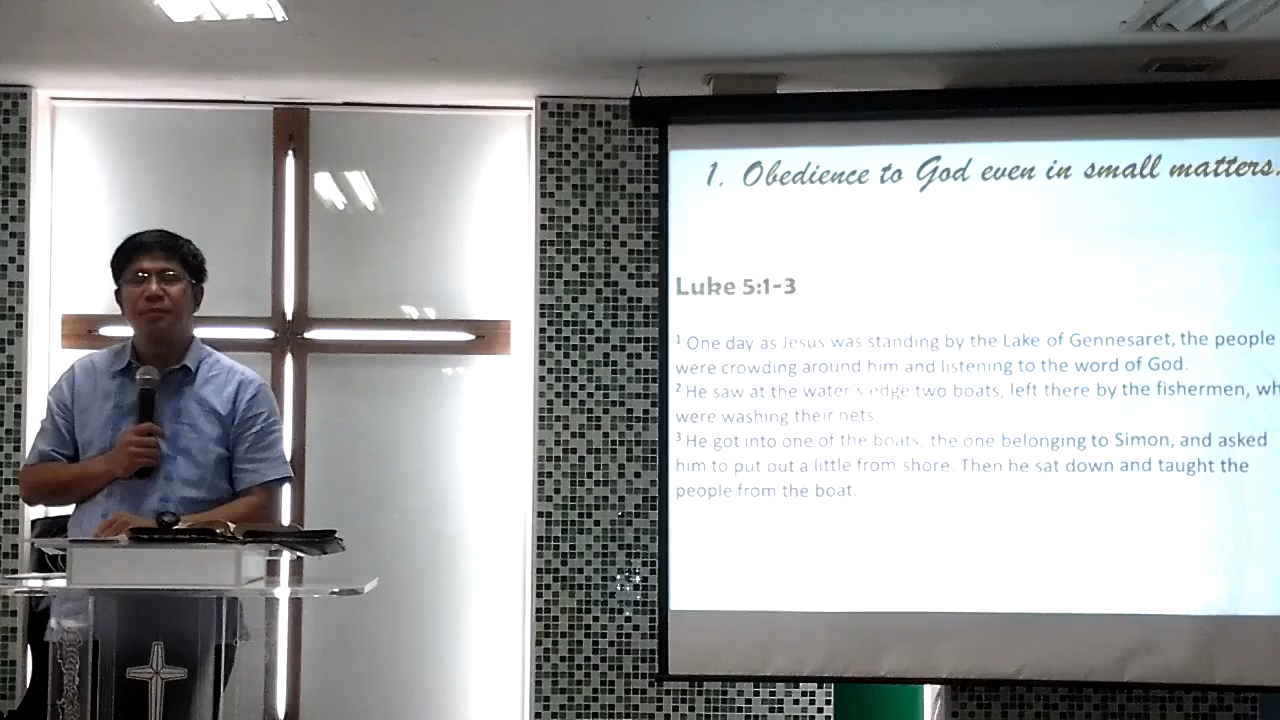 1. Obedience to God even in small matters.
Luke 5:1-3
1 One day as Jesus was standing by the Lake of Gennesaret, the people
were crowding around him and listening to the word of God.
2 He saw at the water's edge two boats, left there by the fishermen, wh
were washing their nets
3 He got into one of the boats, the one belonging to Simon, and asked
him to put out a little from shore. Then he sat down and taught the
people from the boat.